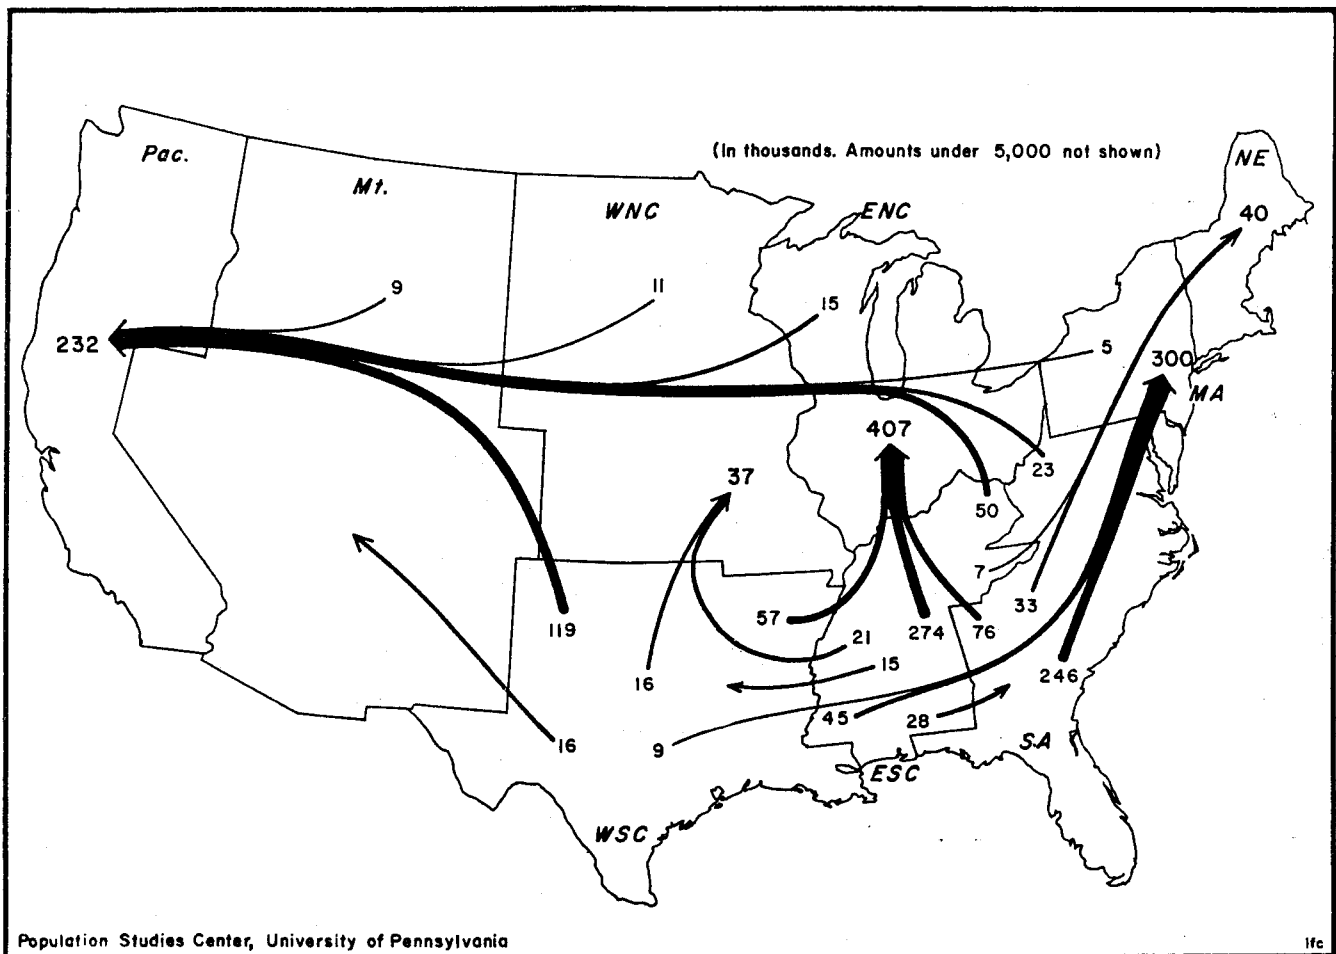 (In thousands. Amounts under 5,000 not shown)
Pac.
Mt.
WNC
ENC
NE
40
9
11
15
232
5
300
MA
407
23
37
50
7
33
119
57
21
274
76
16
15
246
45
28
16
9
SA
ESC
WSC
Population Studies Center, University of Pennsylvania
lfc